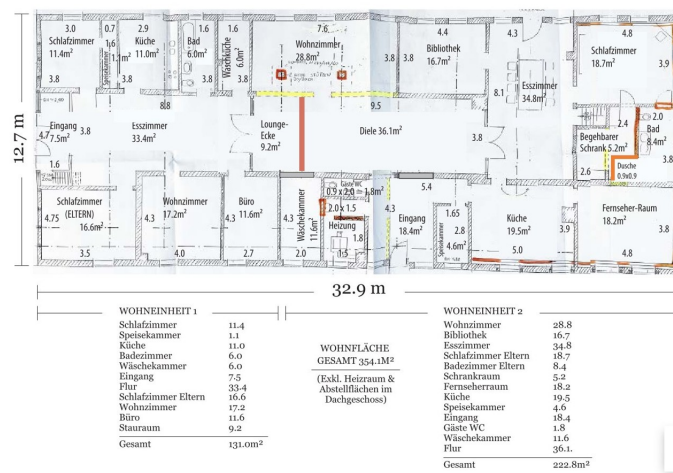 3.0
Schlafzimmer
11.4m²
3.8
0.7
1.6
Speisekammer
1.1m²
2.9
Küche
11.0m²
3.8
1.6
Bad
6.0m²
3.8
1.6
Waschküche
6.0m²
3.8
7.6
Wohnzimmer
28.8m²
3.8
4.4
Bibliothek
16.7m²
3.8
4.3
8.1
Esszimmer
34.8m²
4.8
Schlafzimmer
18.7m²
3.9
8.8
9.5
12.7 m
4.7
Eingang
7.5m²
1.6
3.8
Esszimmer
33.4m²
Lounge-
Ecke
9.2m²
Diele 36.1m²
3.8
2.4
2.0
Bad
8.4m²
3.8
Begehbarer
Schrank 5.2m²
2.6
Dusche
0.9x0.9
Schlafzimmer
(ELTERN)
16.6m²
4.75
3.5
Wohnzimmer
17.2m²
4.3
4.0
Büro
11.6m²
4.3
2.7
Wäschekammer
11.6m²
4.3
2.0
Gäste WC
0.9 x 2.0 = 1.8m²
2.0 x 1.5
Heizung
1.8
1.5
5.4
4.3
Eingang
18.4m²
1.65
2.8
Speisekammer
4.6m²
Küche
19.5m²
3.9
5.0
Fernseher-Raum
18.2m²
3.8
4.8
32.9 m
WOHNEINHEIT 1
Schlafzimmer 11.4
Speisekammer 1.1
Küche 11.0
Badezimmer 6.0
Wäschekammer 6.0
Eingang 7.5
Flur 33.4
Schlafzimmer Eltern 16.6
Wohnzimmer 17.2
Büro 11.6
Stauraum 9.2
Gesamt 131.0m²
WOHNFLÄCHE
GESAMT 354.1M²
(Exkl. Heizraum &
Abstellflächen im
Dachgeschoss)
WOHNEINHEIT 2
Wohnzimmer 28.8
Bibliothek 16.7
Esszimmer 34.8
Schlafzimmer Eltern 18.7
Badezimmer Eltern 8.4
Schrankraum 5.2
Fernseherraum 18.2
Küche 19.5
Speisekammer 4.6
Eingang 18.4
Gäste WC 1.8
Wäschekammer 11.6
Flur 36.1.
Gesamt 222.8m²